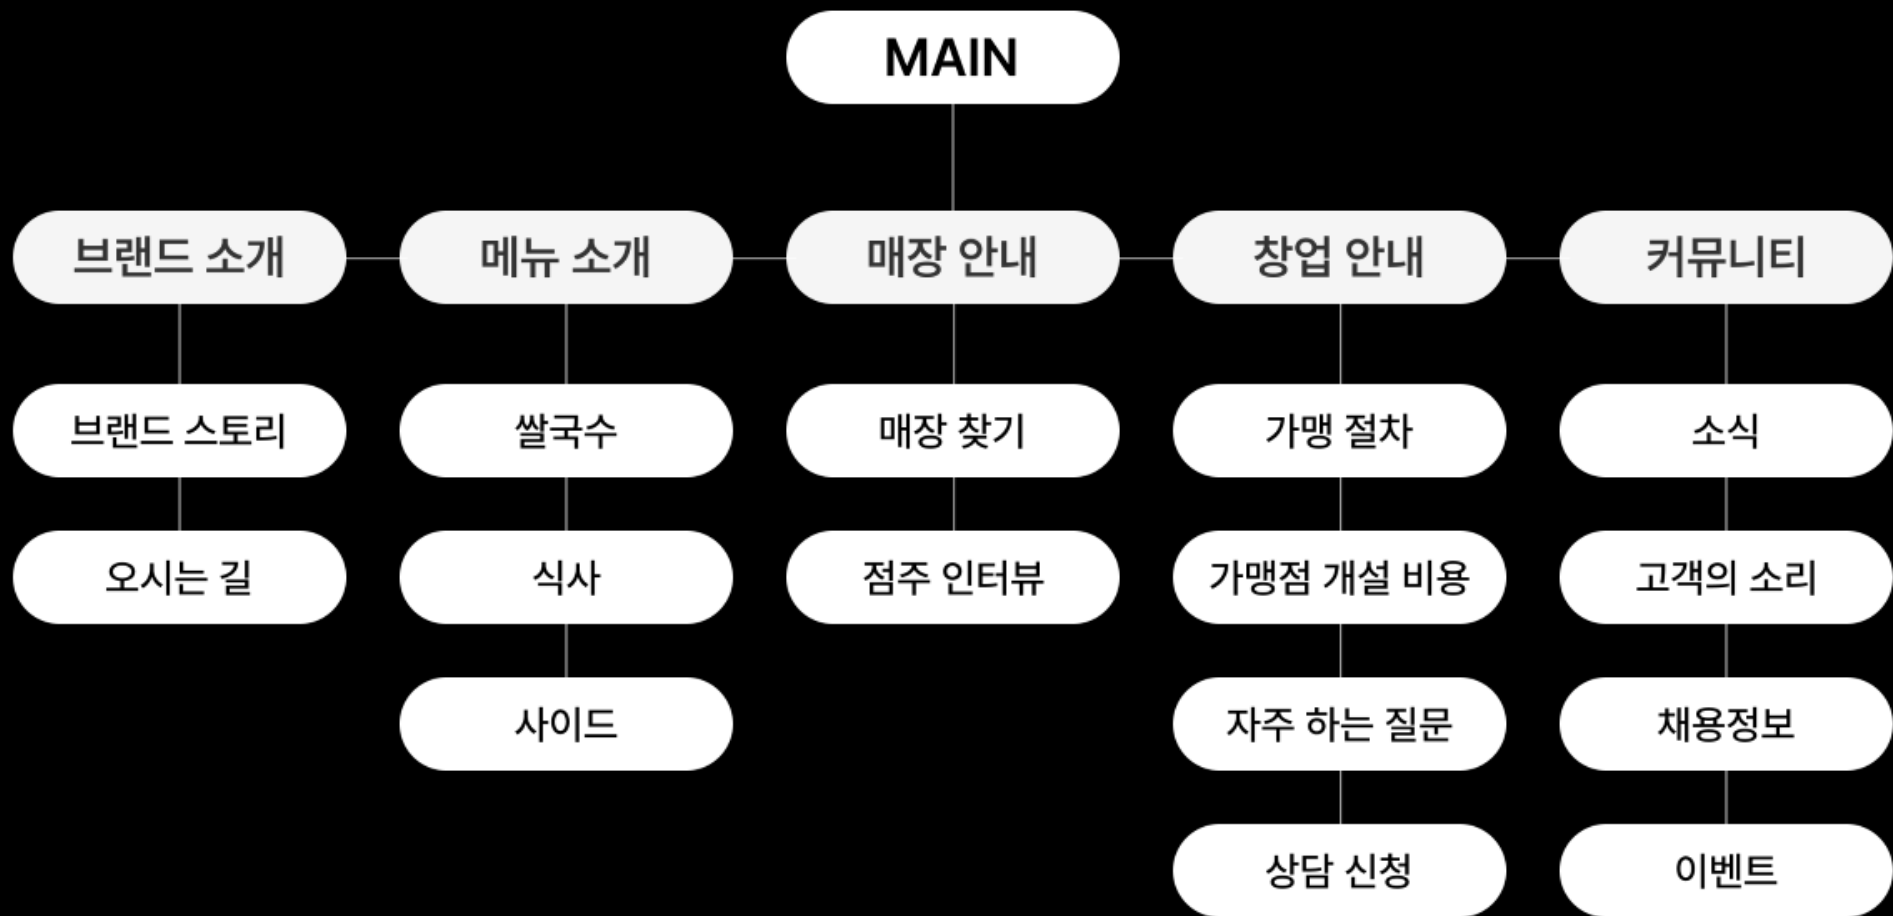 MAIN
브랜드 소개
메뉴 소개
매장 안내
창업 안내
커뮤니티
브랜드 스토리
쌀국수
매장 찾기
가맹 절차
소식
오시는 길
식사
점주 인터뷰
가맹점 개설 비용
고객의 소리
사이드
자주 하는 질문
채용정보
상담 신청
이벤트